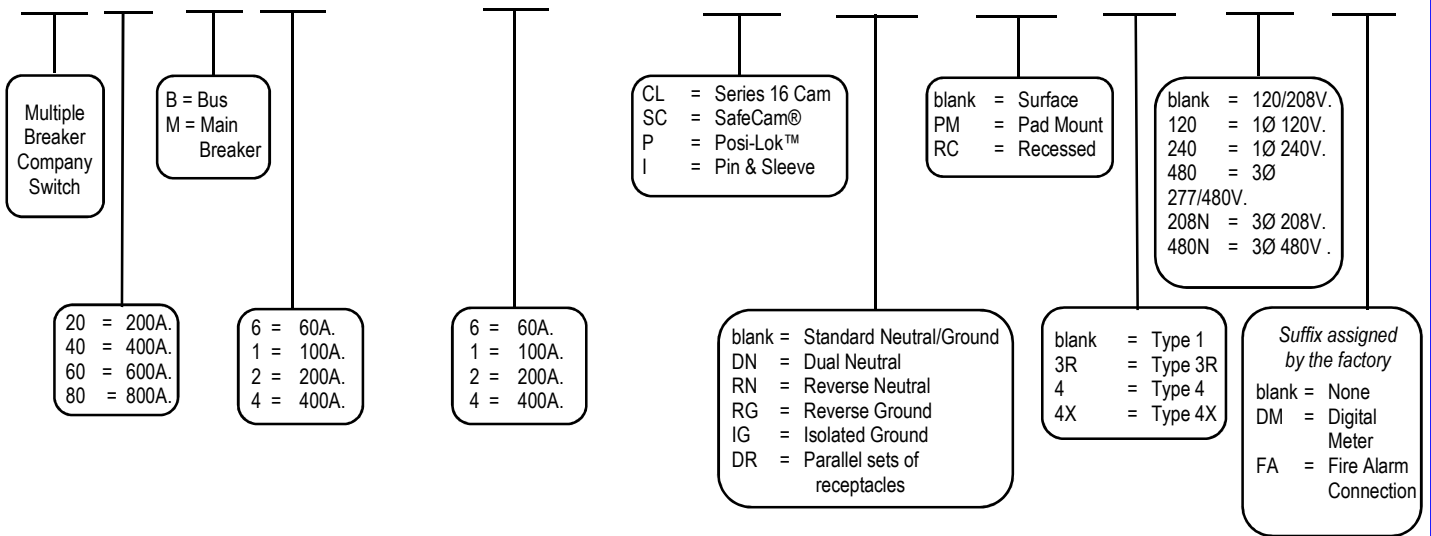 Multiple
Breaker
Company
Switch
B = Bus
M = Main
Breaker
CL = Series 16 Cam
SC = SafeCam®
P = Posi-Lok™
I = Pin & Sleeve
blank = Surface
PM = Pad Mount
RC = Recessed
blank = 120/208V.
120 = 1Ø 120V.
240 = 1Ø 240V.
480 = 3Ø
277/480V.
208N = 3Ø 208V.
480N = 3Ø 480V .
20 = 200A.
40 = 400A.
60 = 600A.
80 = 800A.
6 = 60A.
1 = 100A.
2 = 200A.
4 = 400A.
6 = 60A.
1 = 100A.
2 = 200A.
4 = 400A.
blank = Standard Neutral/Ground
DN = Dual Neutral
RN = Reverse Neutral
RG = Reverse Ground
IG = Isolated Ground
DR = Parallel sets of
receptacles
blank = Type 1
3R = Type 3R
4 = Type 4
4X = Type 4X
Suffix assigned
by the factory
blank = None
DM = Digital
Meter
FA = Fire Alarm
Connection